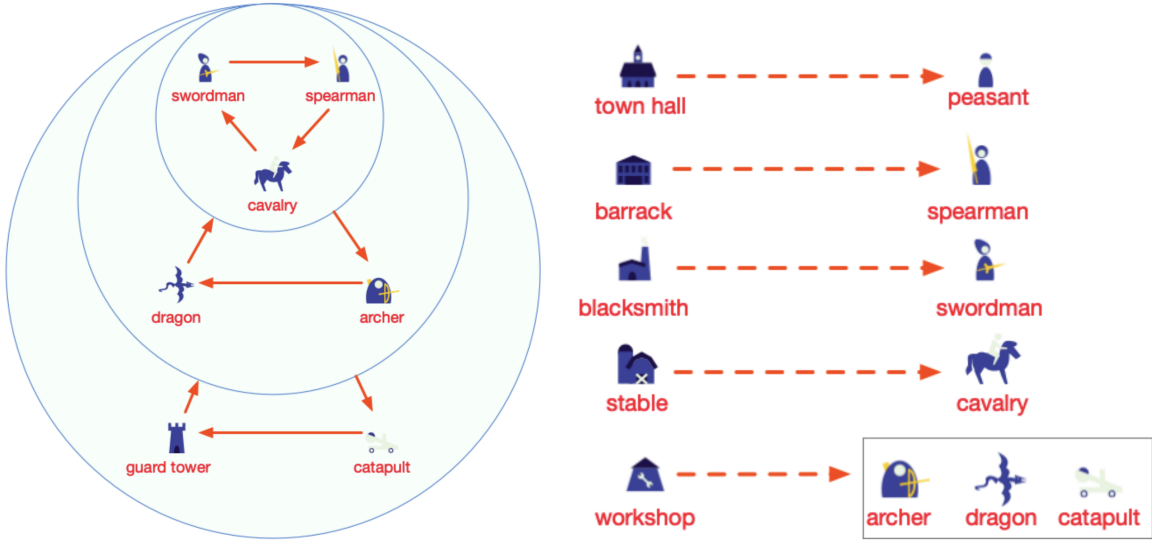 swordman
spearman
cavalry
dragon
archer
guard tower
catapult
town hall
peasant
barrack
spearman
blacksmith
swordman
stable
cavalry
workshop
archer
dragon
catapult